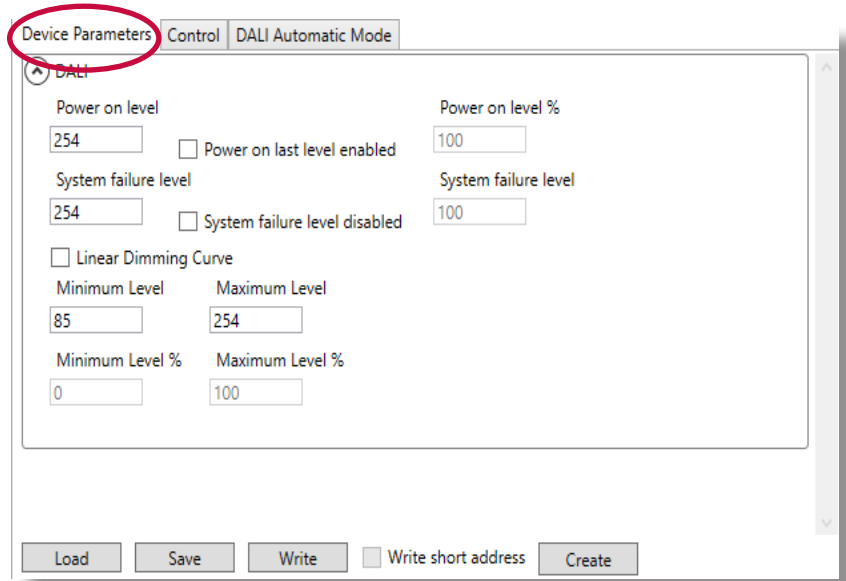 Device Parameters Control DALI Automatic Mode
DALI
Power on level Power on level %
254 Power on last level enabled 100
System failure level System failure level
254 System failure level disabled 100
Linear Dimming Curve
Minimum Level Maximum Level
85 254
Minimum Level % Maximum Level %
0 100
Load Save Write Write short address Create